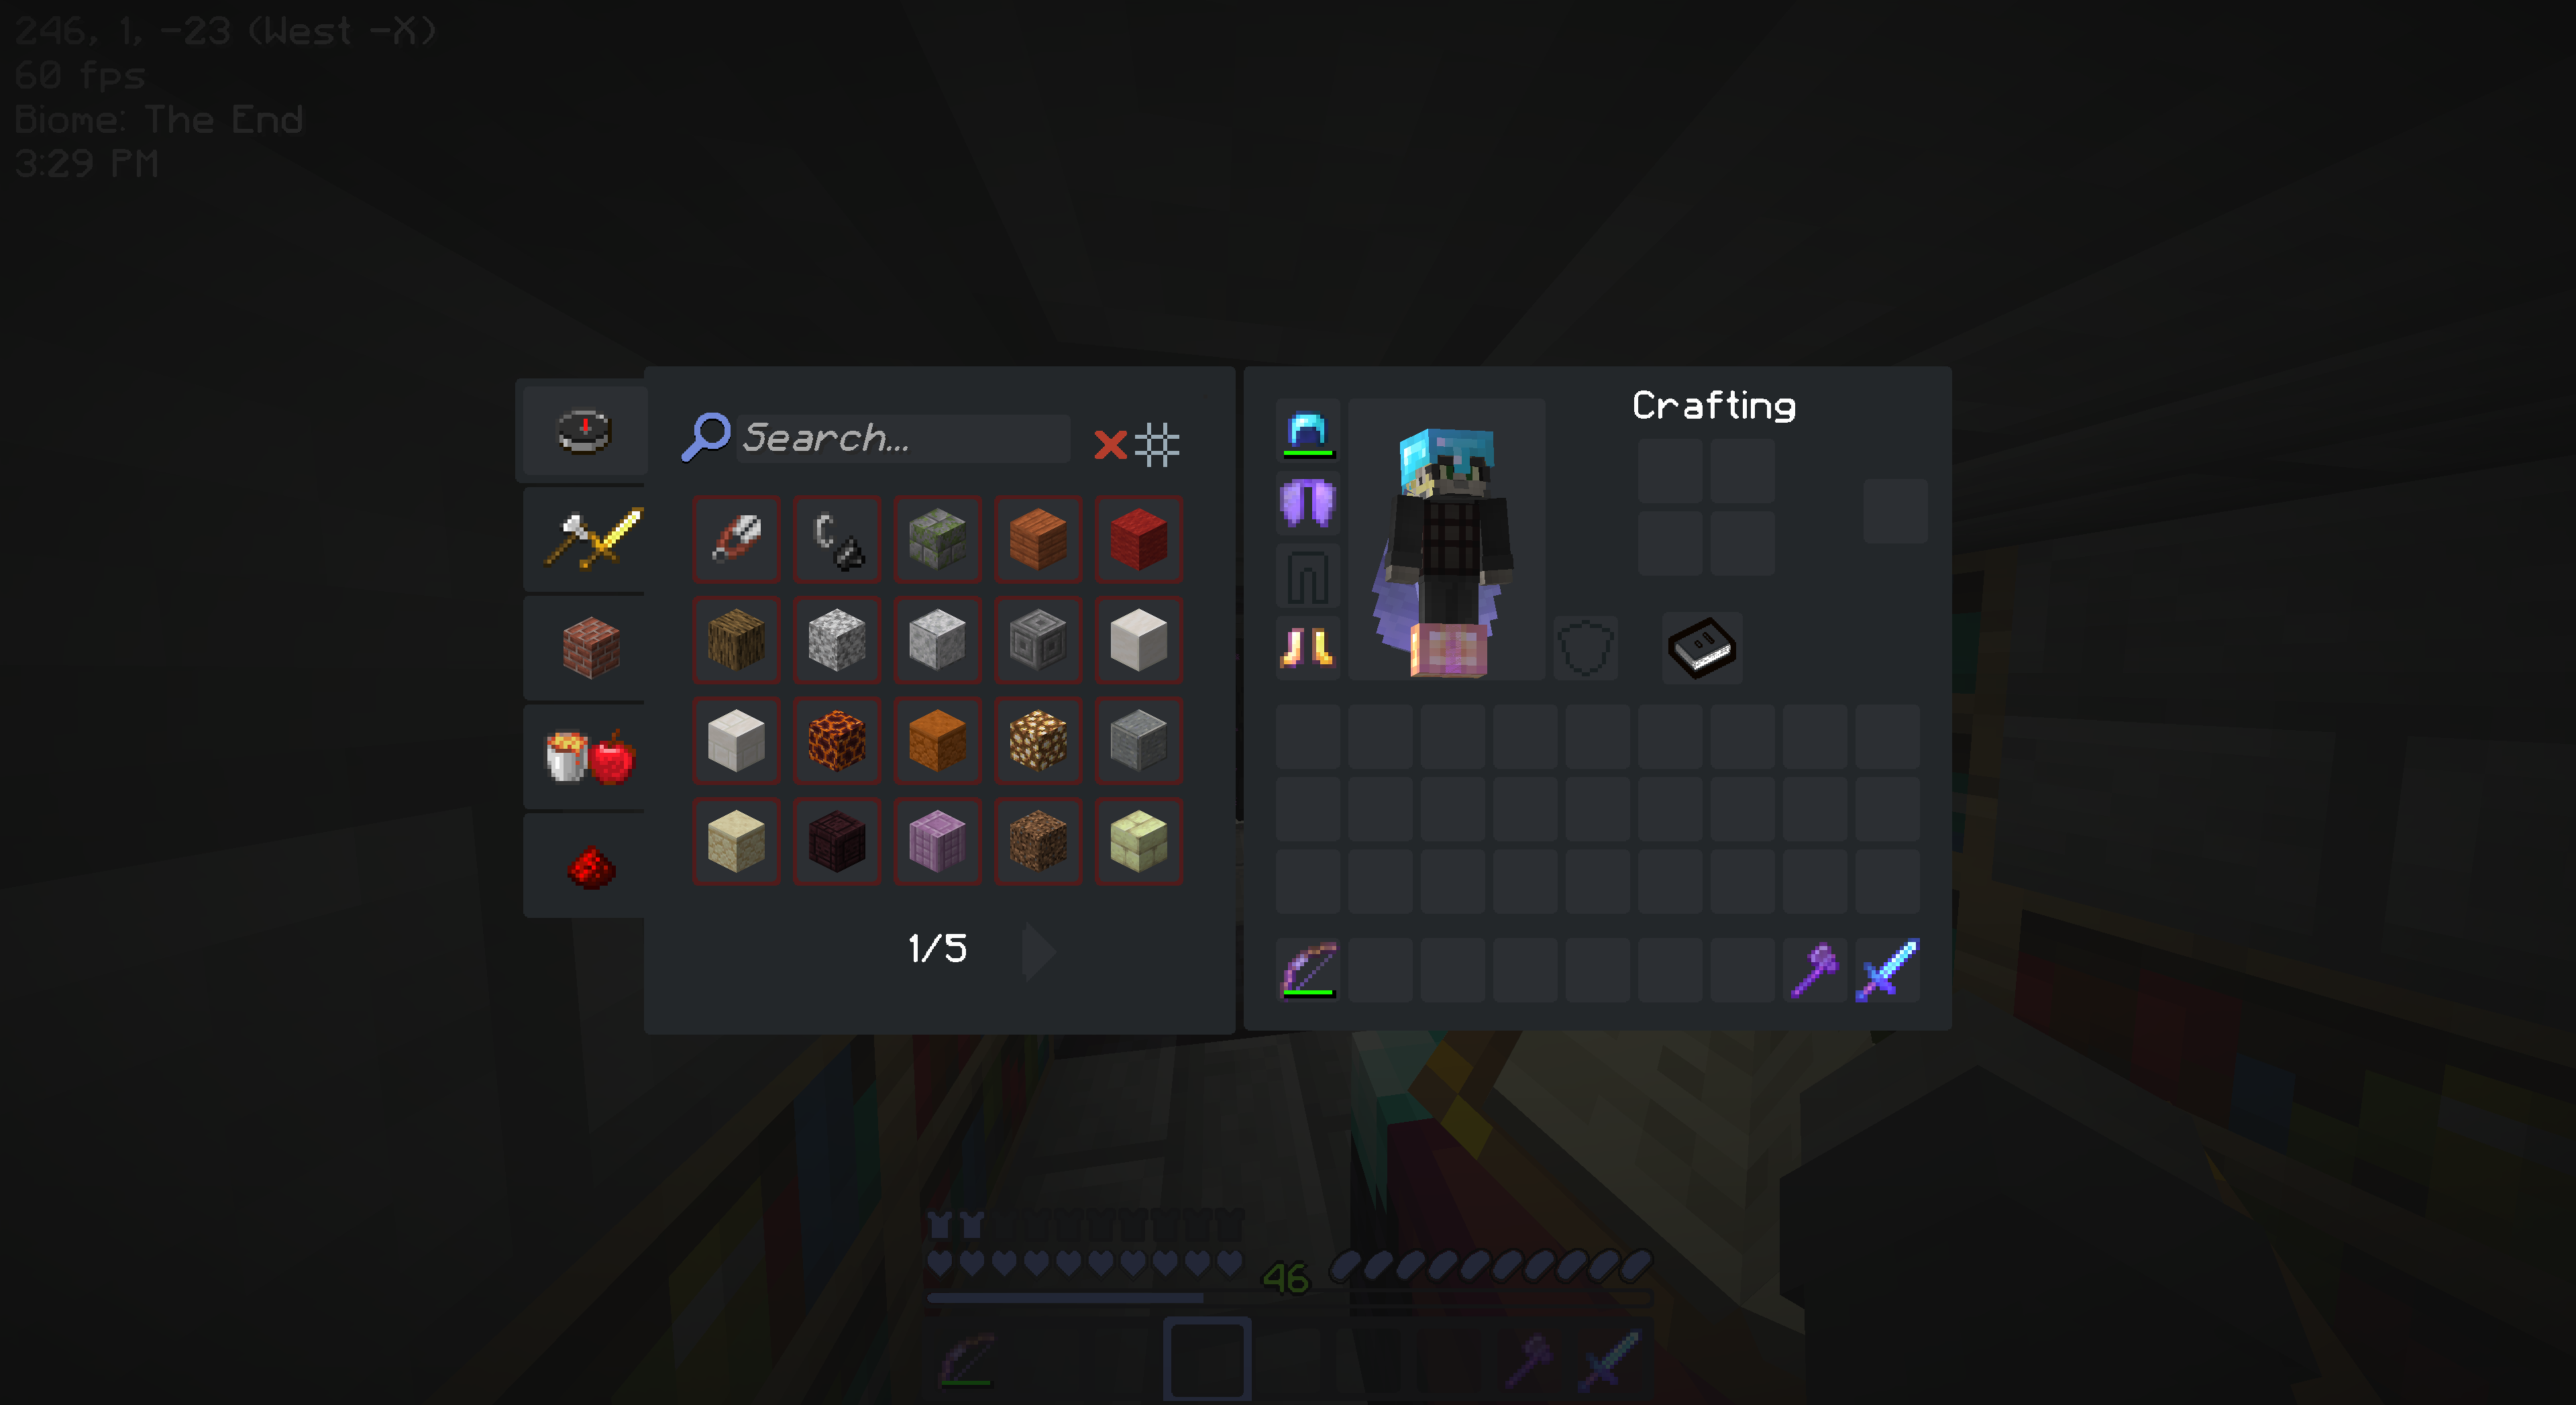 246, 1, -23 (West -X)
60 fps
Biome: The End
3:29 PM
Search...
1/5
Crafting
46